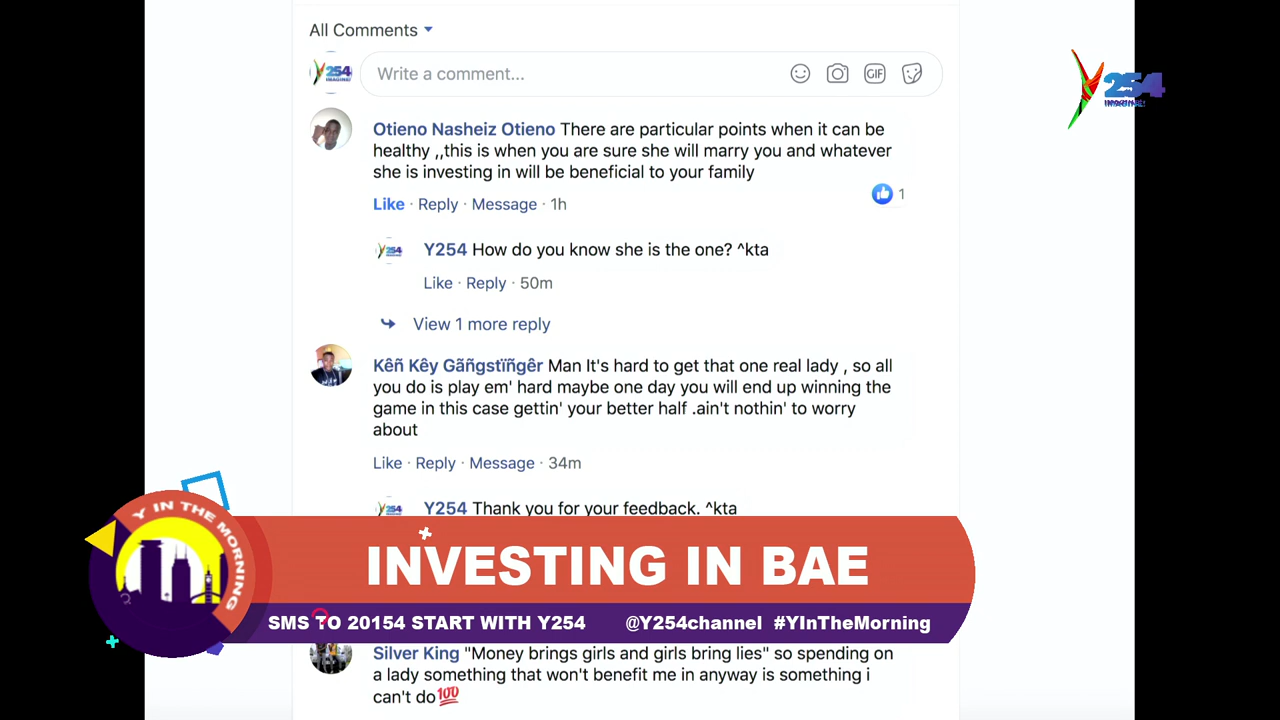 All Comments
Write a comment...
GIF
Y254
IMAGINE!
254
IMAGINE!
Otieno Nasheiz Otieno There are particular points when it can be
healthy ,,this is when you are sure she will marry you and whatever
she is investing in will be beneficial to your family
1
Like · Reply · Message · 1h
Y254 How do you know she is the one? ^kta
Like · Reply · 50m
View 1 more reply
Kêñ Kêy Gãñgstïñgêr Man It's hard to get that one real lady , so all
you do is play em' hard maybe one day you will end up winning the
game in this case gettin' your better half .ain't nothin' to worry
about
Like · Reply · Message · 34m
Y254 Thank you for your feedback. ^kta
Y IN THE MORNING
INVESTING IN BAE
SMS TO 20154 START WITH Y254 @Y254channel #YInTheMorning
Silver King "Money brings girls and girls bring lies" so spending on
a lady something that won't benefit me in anyway is something i
can't do💯